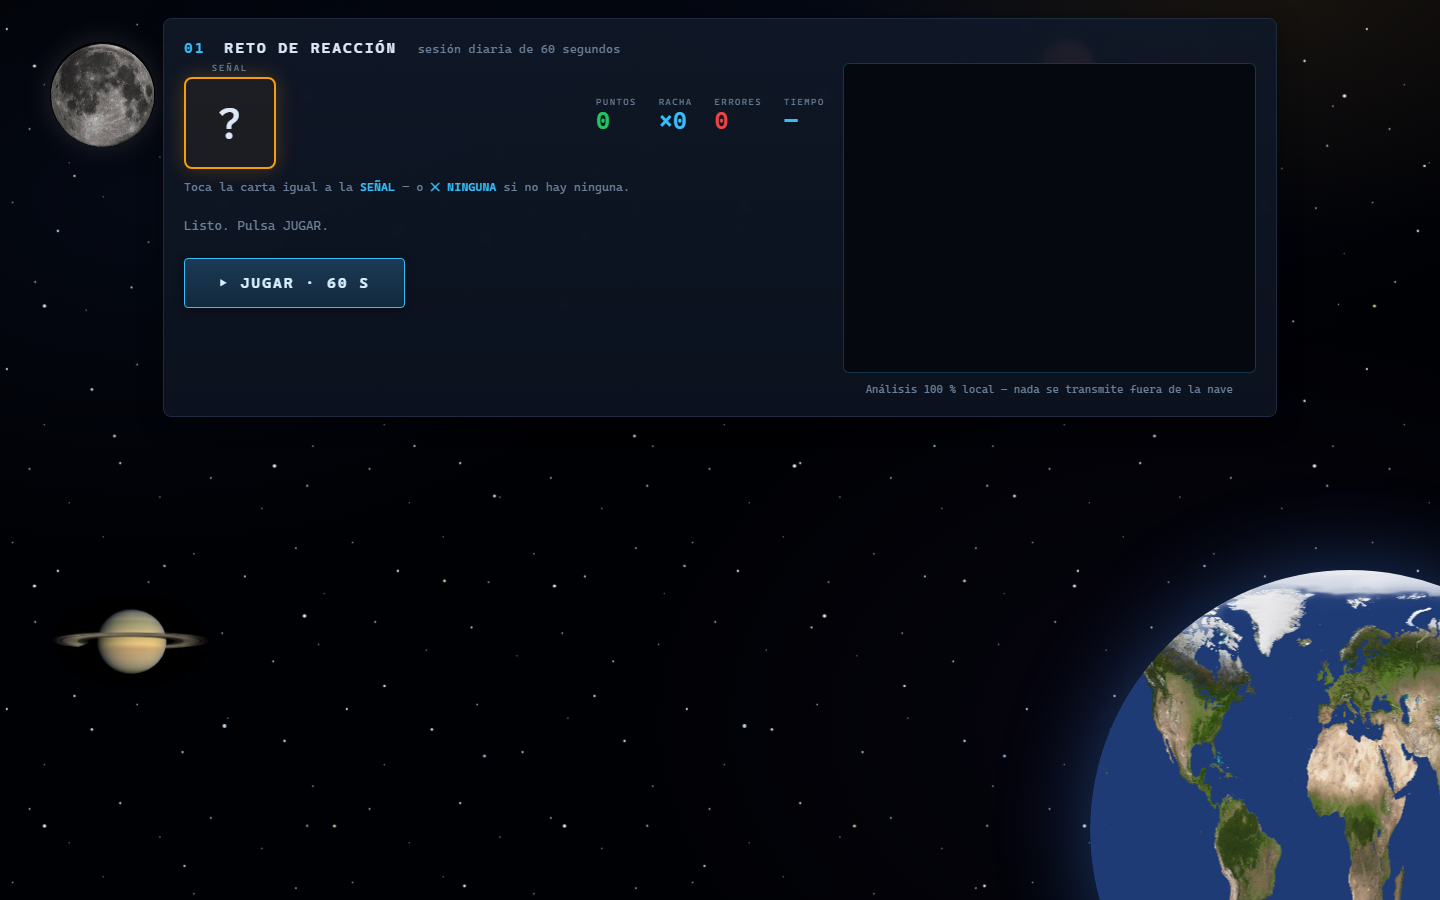 01 RETO DE REACCIÓN sesión diaria de 60 segundos
SEÑAL
?
PUNTOS RACHA ERRORES TIEMPO
0 ×0 0 —
Toca la carta igual a la SEÑAL — o ✕ NINGUNA si no hay ninguna.
Listo. Pulsa JUGAR.
▶ JUGAR · 60 S
Análisis 100 % local — nada se transmite fuera de la nave